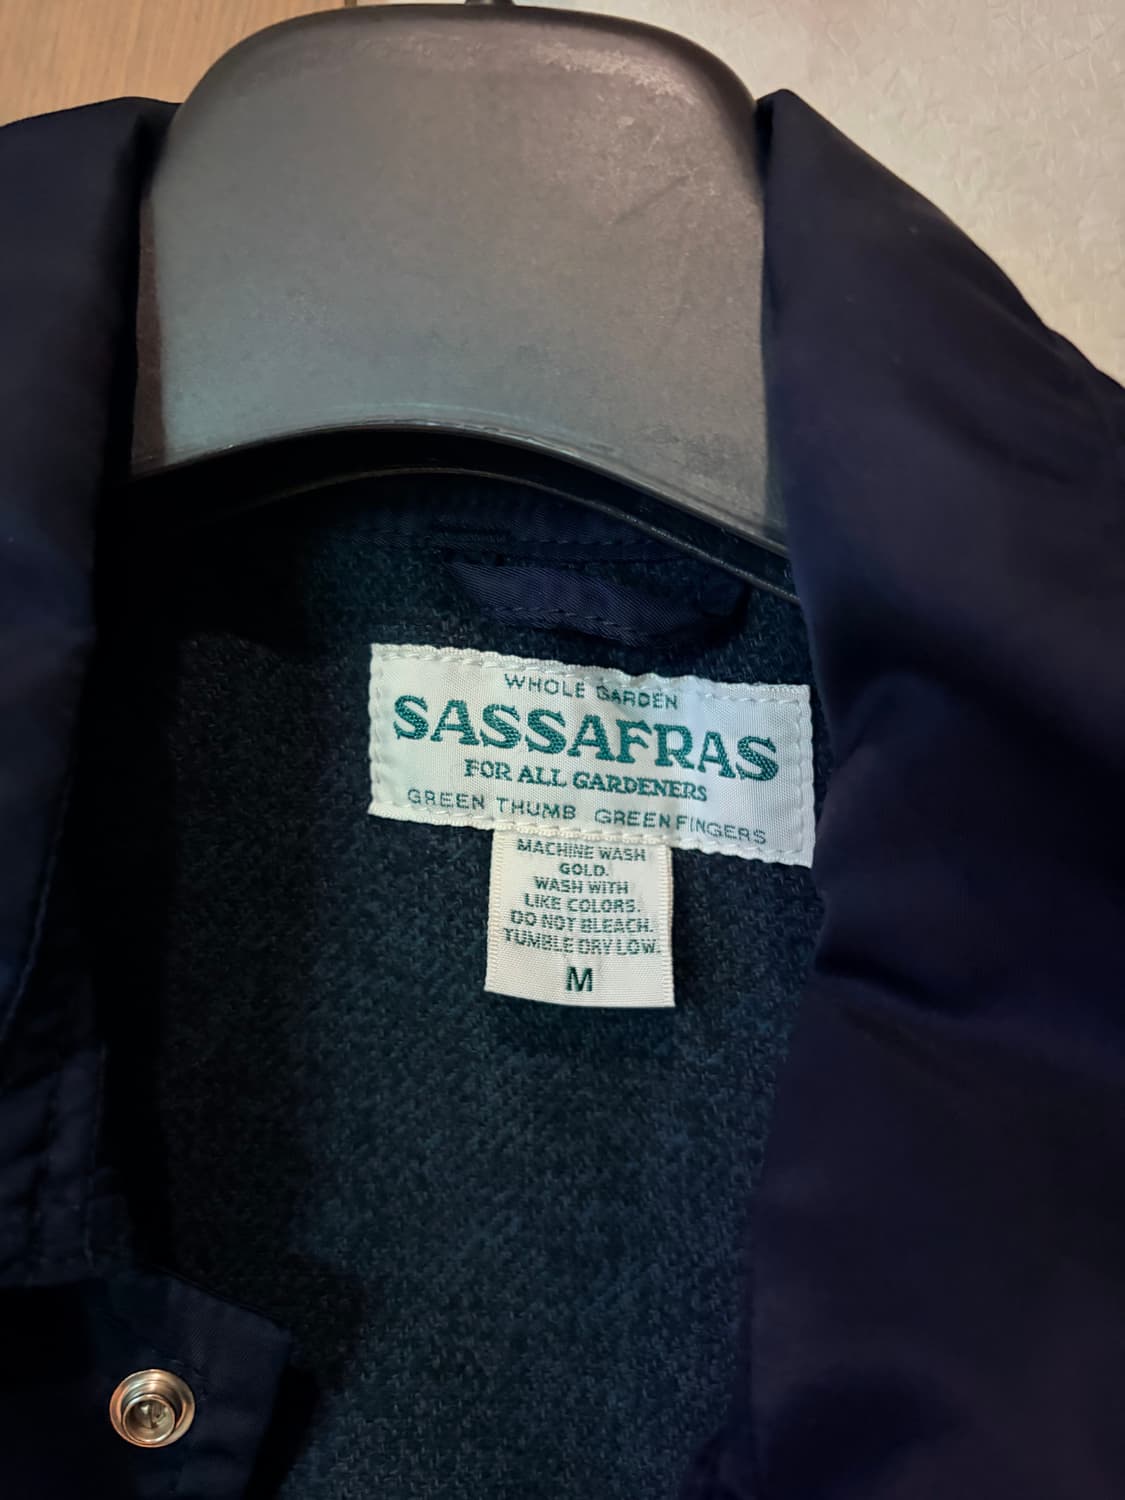 WHOLE GARDEN
SASSAFRAS
FOR ALL GARDENERS
GREEN THUMB GREEN FINGERS
MACHINE WASH
GOLD.
WASH WITH
LIKE COLORS.
DO NOT BLEACH.
TUMBLE DRY LOW.
M